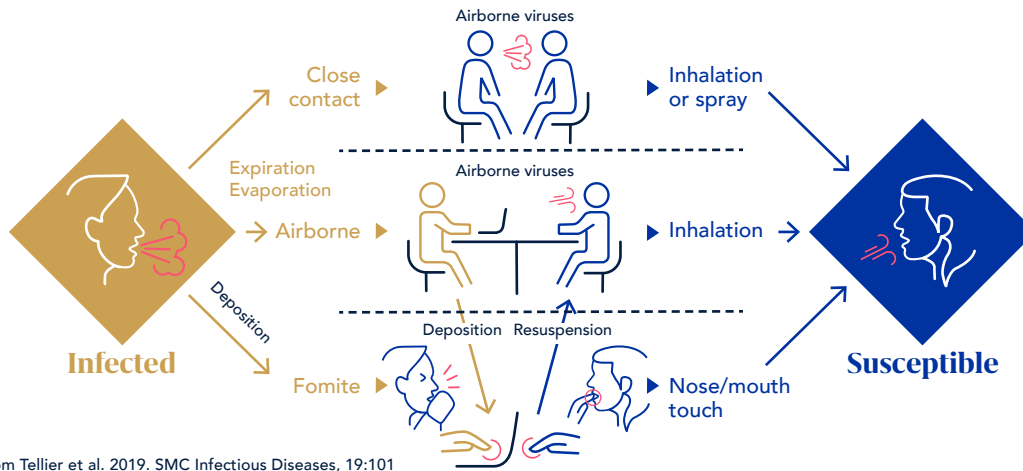 Airborne viruses
Close
contact
Inhalation
or spray
Expiration
Evaporation
Airborne viruses
Airborne
Inhalation
Deposition
Deposition
Resuspension
Infected
Susceptible
Fomite
Nose/mouth
touch
Tellier et al. 2019. SMC Infectious Diseases, 19:101